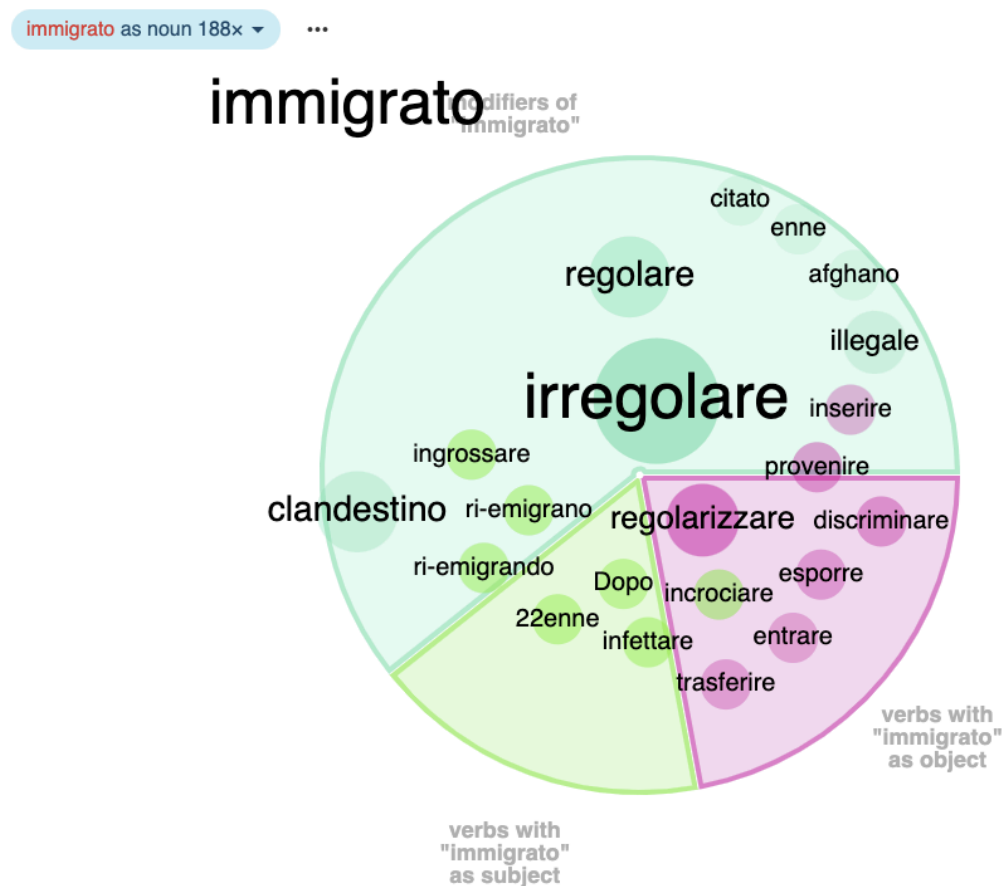 immigrato as noun 188×
immigrato
modifiers of
"immigrato"
citato
enne
regolare
afghano
illegale
irregolare
inserire
ingrossare
provenire
clandestino
ri-emigrano
regolarizzare
discriminare
ri-emigrando
Dopo
incrociare
esporre
22enne
infettare
entrare
trasferire
verbs with
"immigrato"
as object
verbs with
"immigrato"
as subject